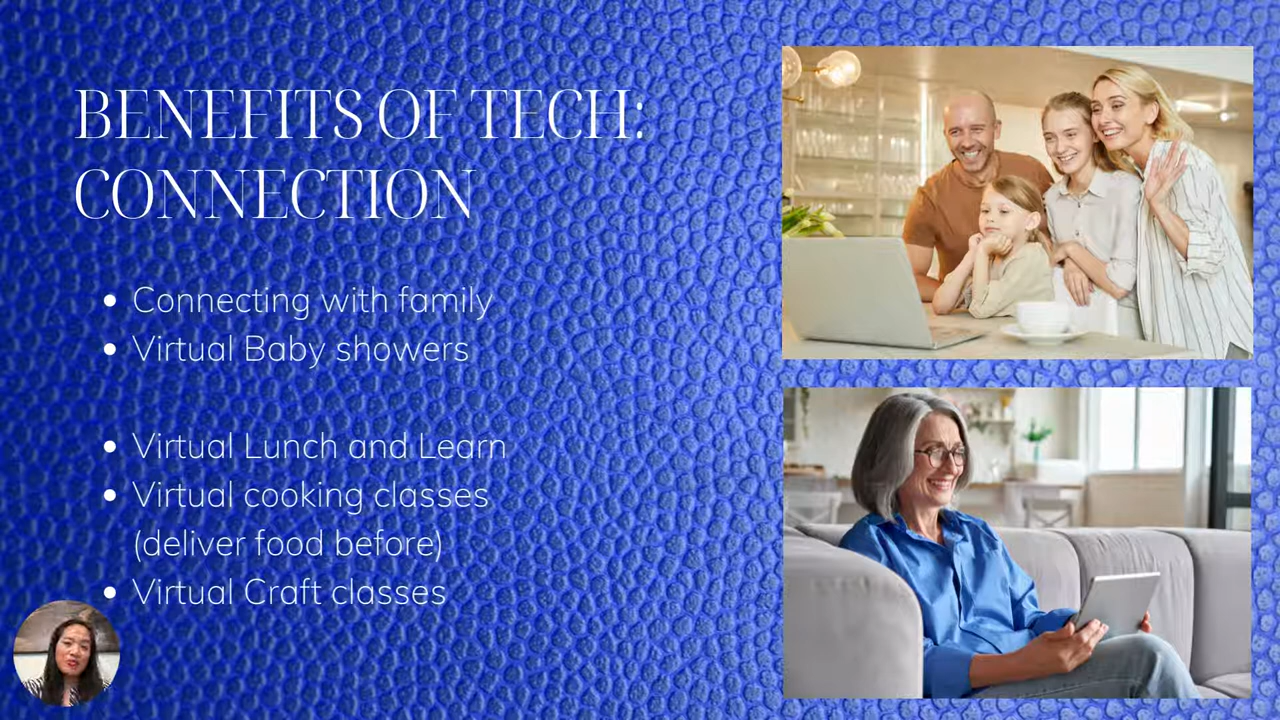 BENEFITS OF TECH:
CONNECTION
• Connecting with family
• Virtual Baby showers
• Virtual Lunch and Learn
• Virtual cooking classes
(deliver food before)
• Virtual Craft classes